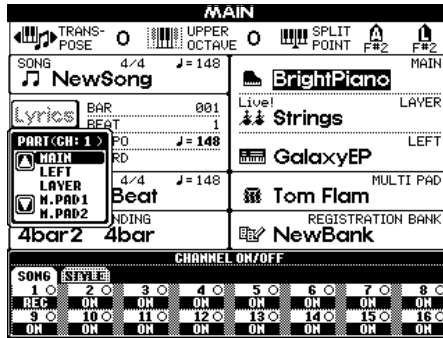 MAIN
TRANS-
POSE
0
UPPER
OCTAVE
0
SPLIT
POINT
A
F#2
L
F#2
SONG 4/4 ♩=148
NewSong
MAIN
BrightPiano
Lyrics
BAR 001
BEAT 1
PO ♩=148
RD
Live! LAYER
Strings
LEFT
GalaxyEP
PART(CH: 1 )
MAIN
LEFT
LAYER
M.PAD1
M.PAD2
4/4 ♩=148
Beat
MULTI PAD
Tom Flam
NDING
4bar2 4bar
REGISTRATION BANK
NewBank
CHANNEL ON/OFF
SONG STYLE
1 2 3 4 5 6 7 8
REC ON ON ON ON ON ON ON
9 10 11 12 13 14 15 16
ON ON ON ON ON ON ON ON